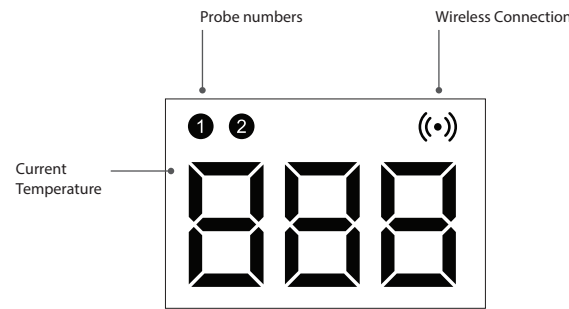 Probe numbers
Wireless Connection
1 2
Current
Temperature
888